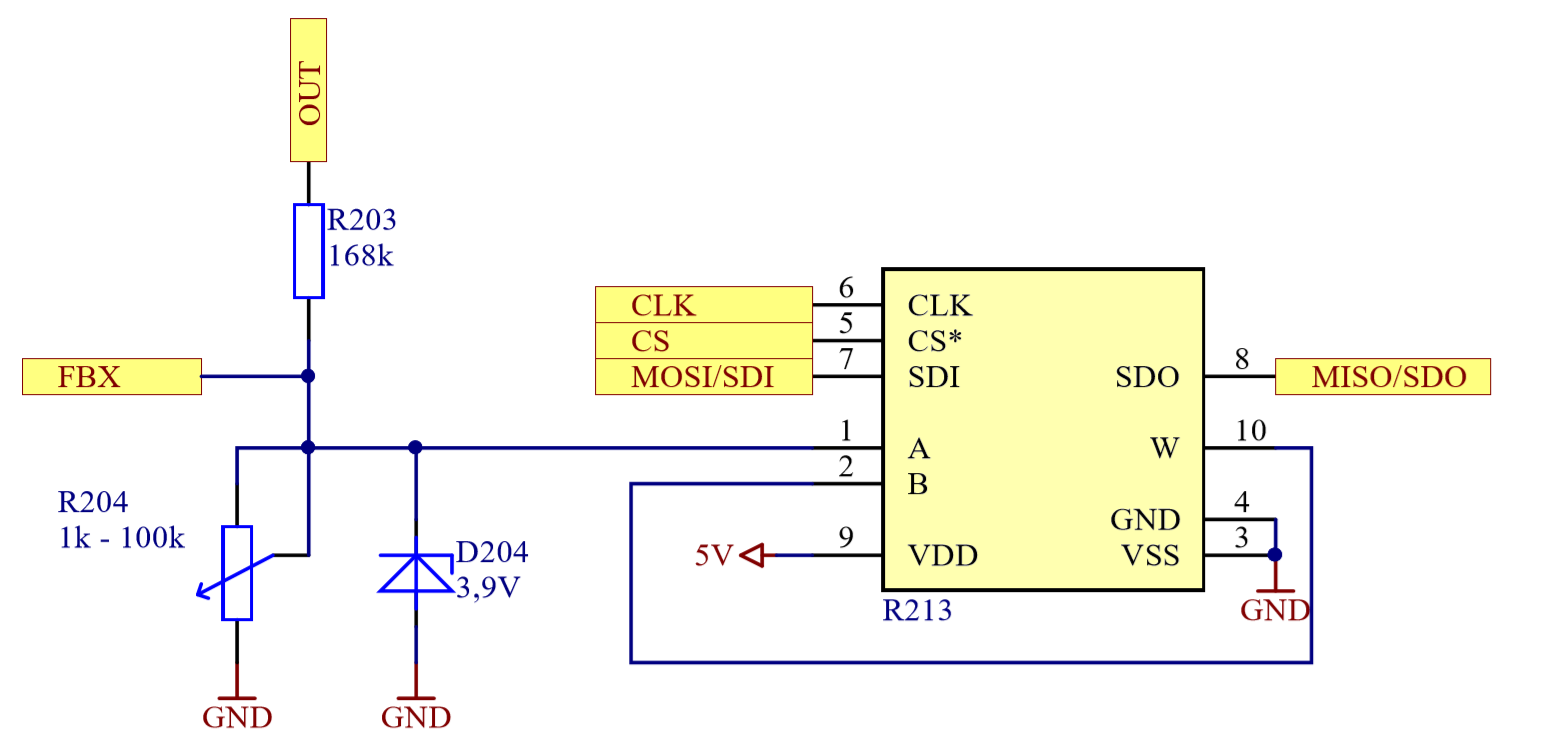 OUT
R203
168k
FBX
R204
1k - 100k
GND
D204
3,9V
GND
CLK
CS
MOSI/SDI
6
5
7
1
2
9
5V
CLK
CS*
SDI
A
B
VDD
SDO
W
GND
VSS
8
10
4
3
MISO/SDO
GND
R213